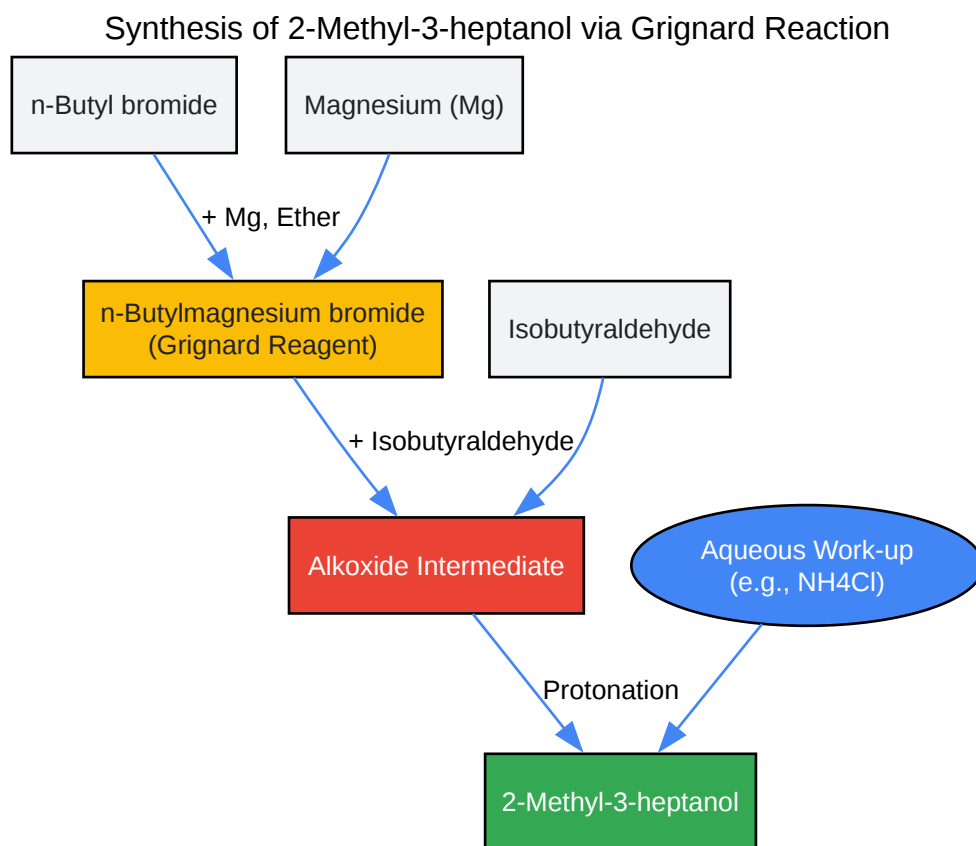 Synthesis of 2-Methyl-3-heptanol via Grignard Reaction
n-Butyl bromide
Magnesium (Mg)
+ Mg, Ether
n-Butylmagnesium bromide
(Grignard Reagent)
Isobutyraldehyde
+ Isobutyraldehyde
Alkoxide Intermediate
Aqueous Work-up
(e.g., NH4Cl)
Protonation
2-Methyl-3-heptanol